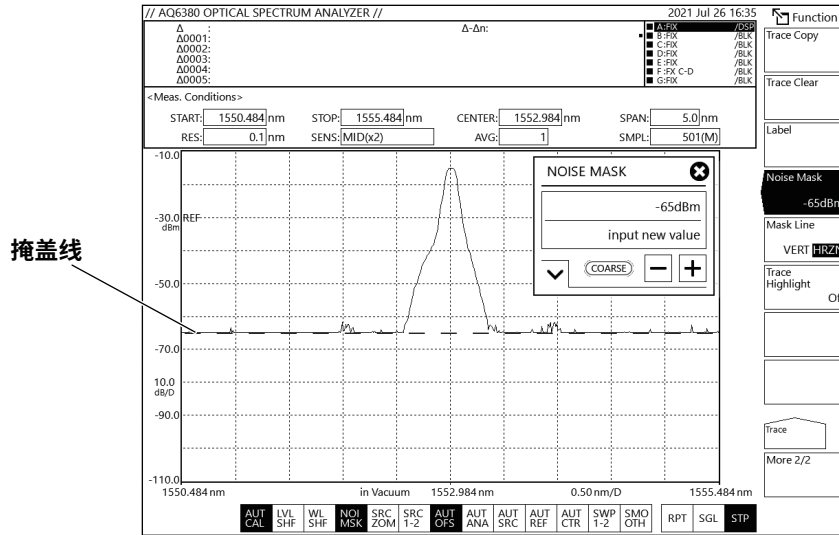 // AQ6380 OPTICAL SPECTRUM ANALYZER // 2021 Jul 26 16:35
Δ :
Δ0001:
Δ0002:
Δ0003:
Δ0004:
Δ0005:
Δ-Δn:
A:FIX /DSP
B:FIX /BLK
C:FIX /BLK
D:FIX /BLK
E:FIX /BLK
F:FX C-D /BLK
G:FIX /BLK
<Meas. Conditions>
START: 1550.484 nm STOP: 1555.484 nm CENTER: 1552.984 nm SPAN: 5.0 nm
RES: 0.1 nm SENS: MID(x2) AVG: 1 SMPL: 501(M)
-10.0
-30.0 REF
dBm
-50.0
-70.0
10.0
dB/D
-90.0
-110.0
掩盖线
NOISE MASK
-65dBm
input new value
COARSE
1550.484 nm in Vacuum 1552.984 nm 0.50 nm/D 1555.484 nm
AUT CAL
LVL SHF
WL SHF
NOI MSK
SRC ZOM
SRC 1-2
AUT OFS
AUT ANA
AUT SRC
AUT REF
AUT CTR
SWP 1-2
SMO OTH
RPT
SGL
STP
Function
Trace Copy
Trace Clear
Label
Noise Mask
-65dBm
Mask Line
VERT HRZN
Trace
Highlight
Trace
More 2/2